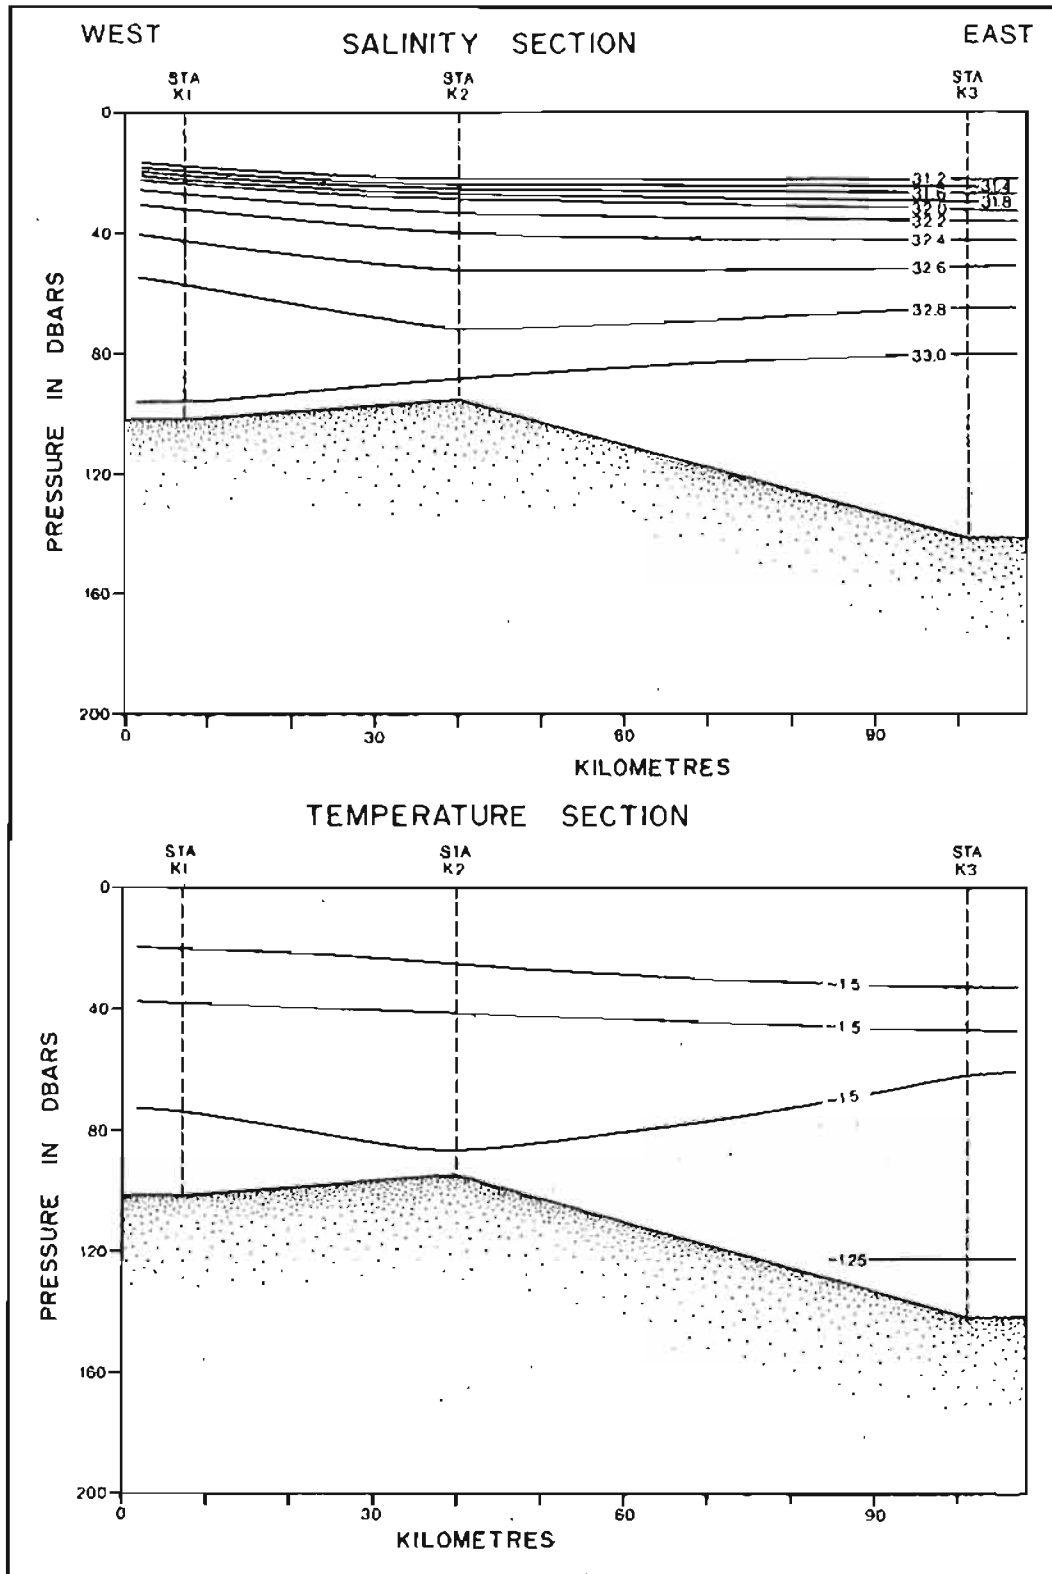 WEST
SALINITY SECTION
EAST
STA K1
STA K2
STA K3
0
40
80
120
160
200
PRESSURE IN DBARS
31.2
31.4
31.6
31.8
32.0
32.2
32.4
32.6
32.8
33.0
0
30
60
90
KILOMETRES
TEMPERATURE SECTION
STA K1
STA K2
STA K3
0
40
80
120
160
200
PRESSURE IN DBARS
-1.5
-1.5
-1.5
-1.25
0
30
60
90
KILOMETRES